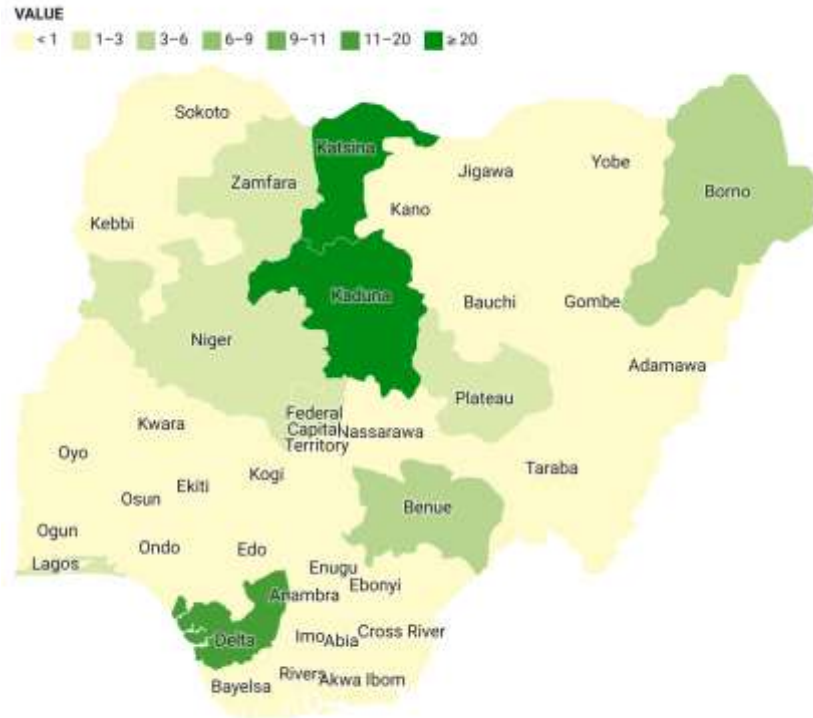 VALUE
< 1 1–3 3–6 6–9 9–11 11–20 ≥ 20
Sokoto
Katsina
Zamfara
Jigawa
Yobe
Borno
Kano
Kebbi
Kaduna
Bauchi
Gombe
Niger
Adamawa
Plateau
Federal
Capital
Territory
Nassarawa
Kwara
Oyo
Kogi
Taraba
Ekiti
Osun
Benue
Ogun
Ondo
Edo
Lagos
Enugu
Ebonyi
Anambra
Delta
Imo
Abia
Cross River
Rivers
Akwa Ibom
Bayelsa